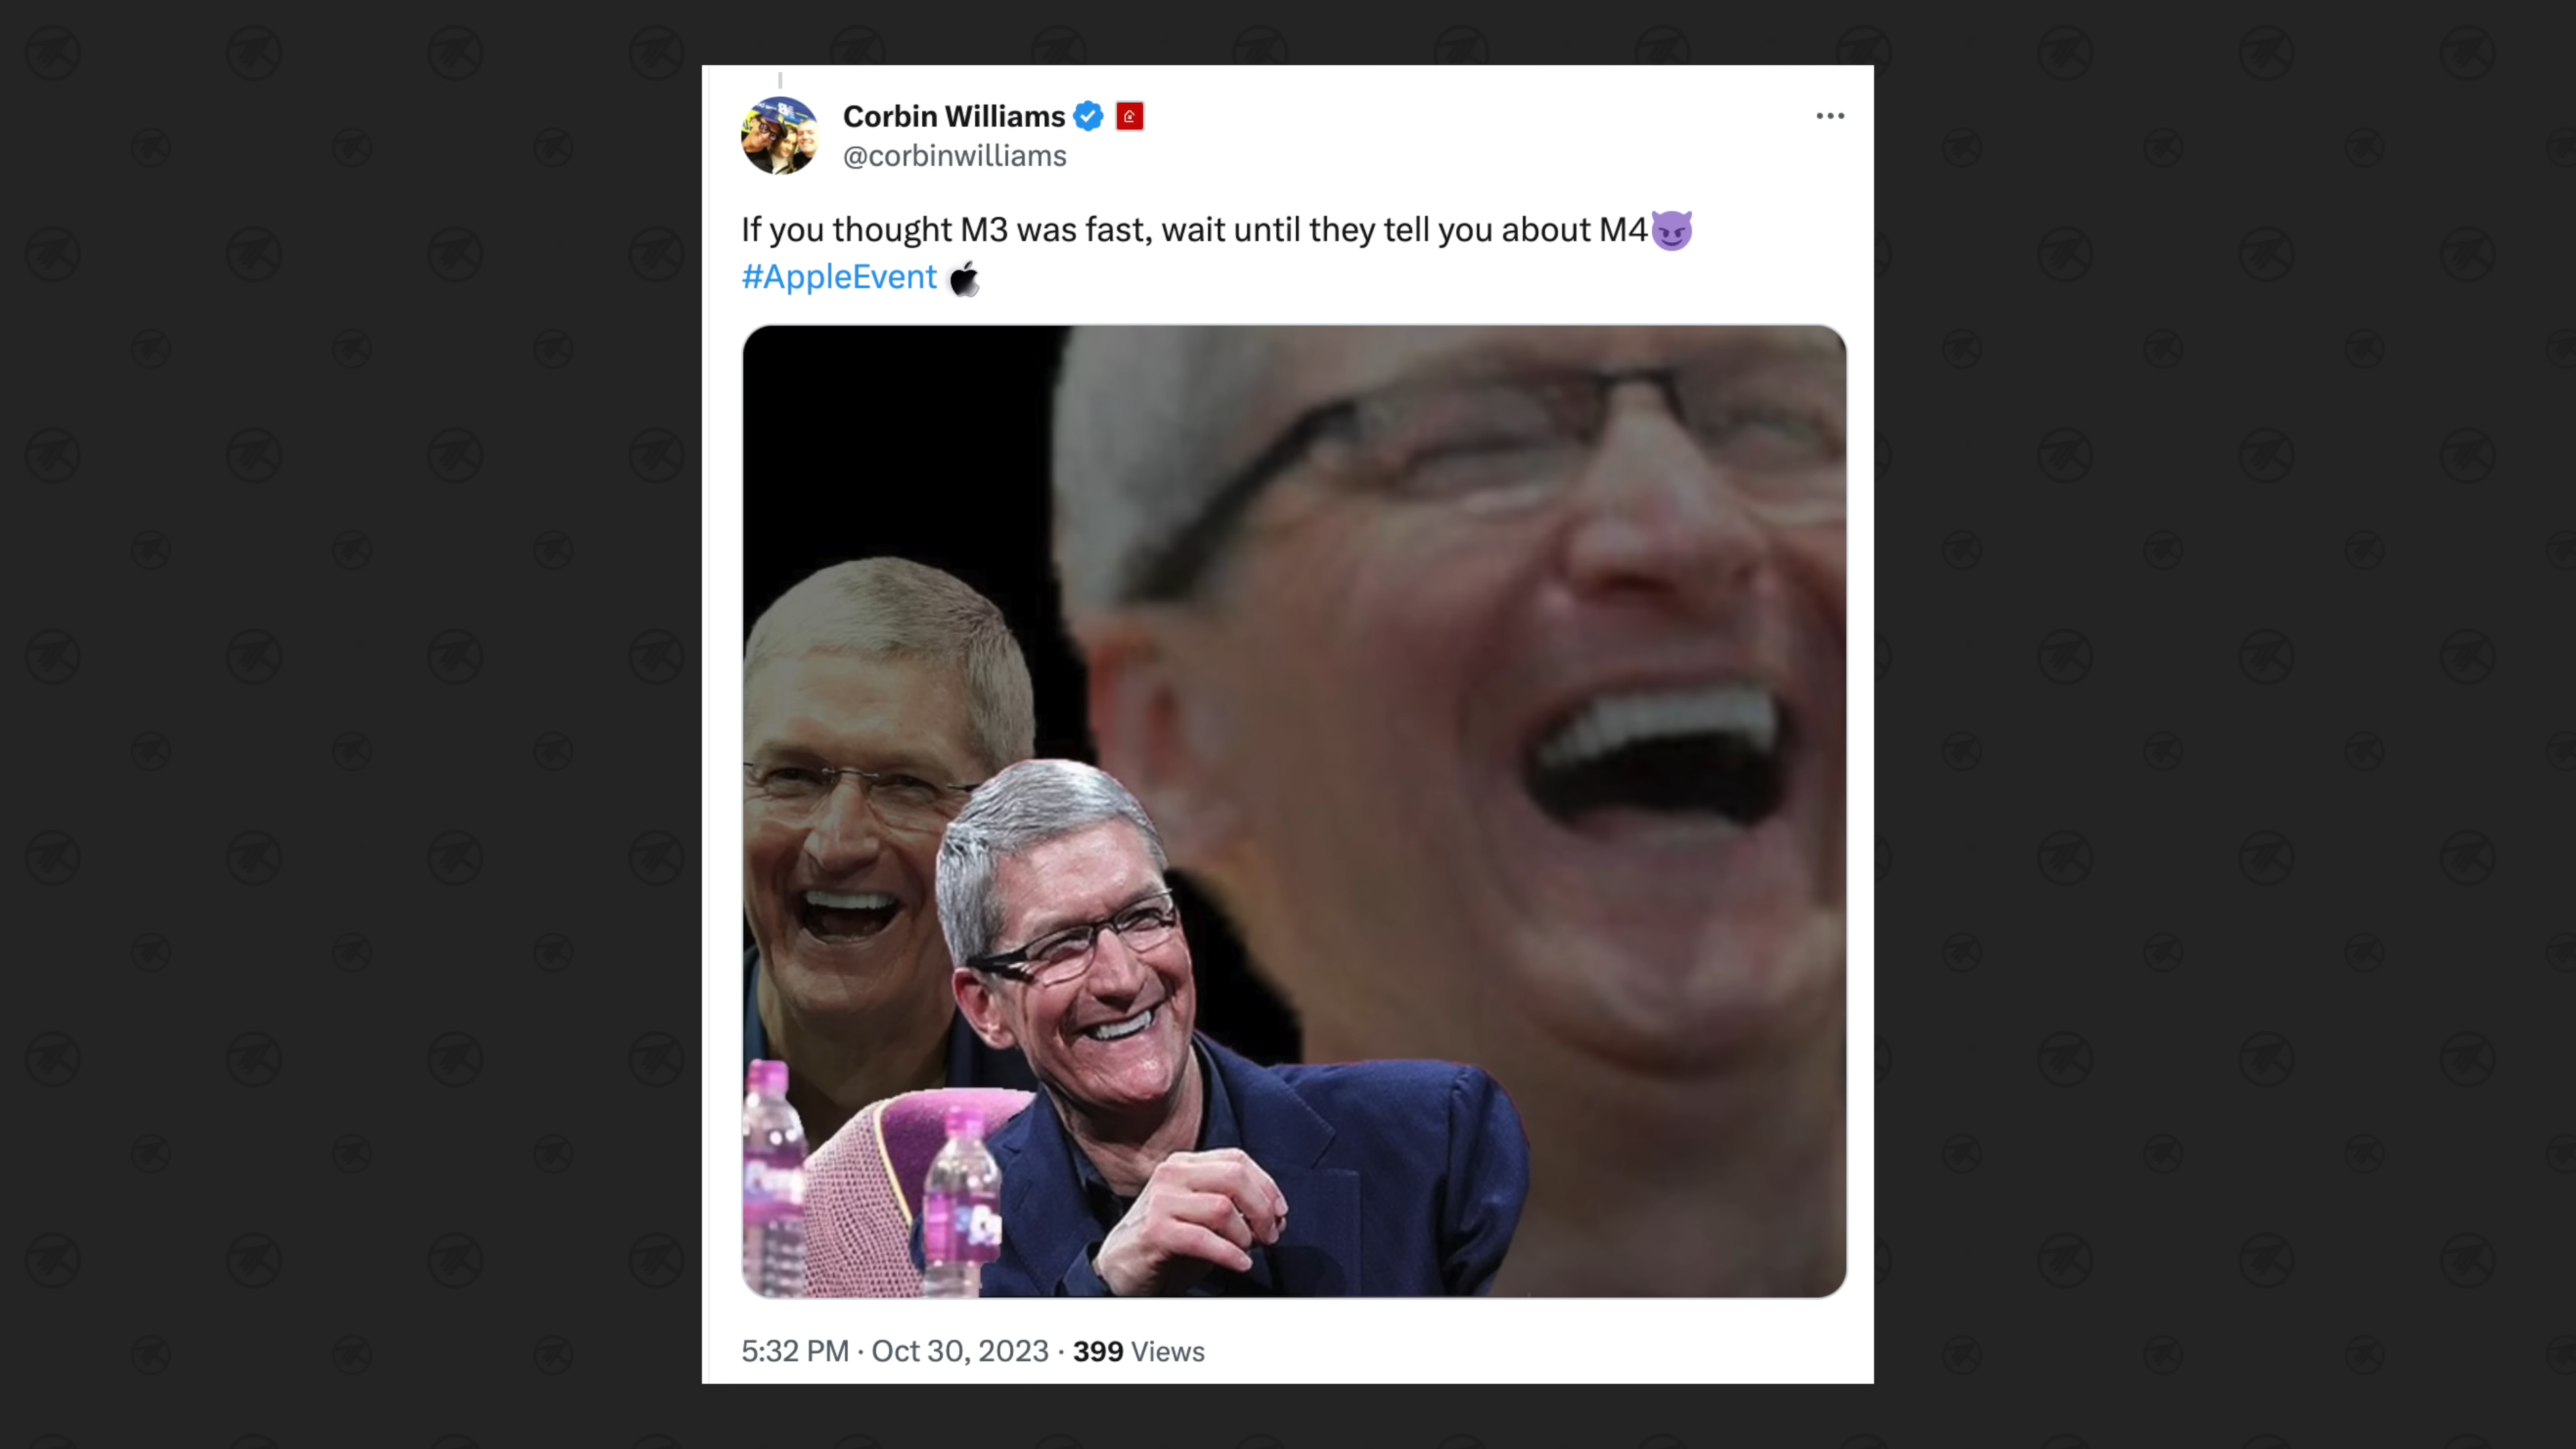 Corbin Williams
@corbinwilliams
If you thought M3 was fast, wait until they tell you about M4😈
#AppleEvent
5:32 PM · Oct 30, 2023 · 399 Views